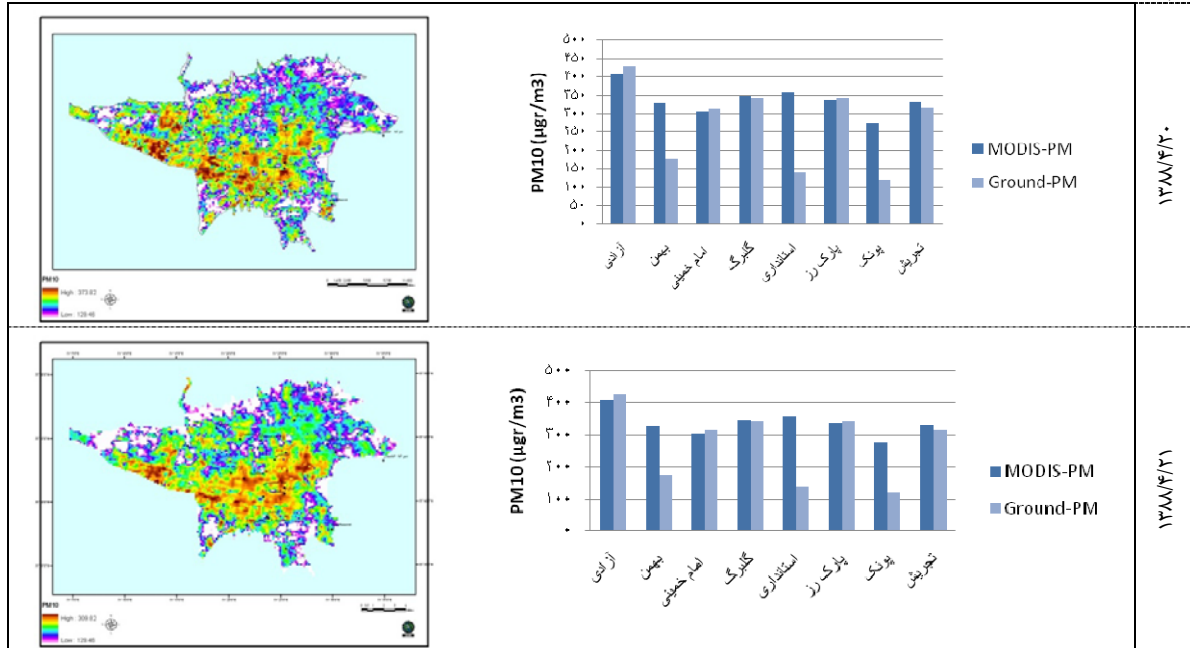 PM10
High : 373.83
Low : 129.46
PM10 (µgr/m3)
۵۰۰
۴۵۰
۴۰۰
۳۵۰
۳۰۰
۲۵۰
۲۰۰
۱۵۰
۱۰۰
۵۰
۰
آزادی
بهمن
امام خمینی
گلبرگ
استانداری
پارک رز
پونک
تجریش
MODIS-PM
Ground-PM
۱۳۸۸/۴/۲۰
PM10
Low : 129.46
PM10 (µgr/m3)
۵۰۰
۴۰۰
۳۰۰
۲۰۰
۱۰۰
۰
آزادی
بهمن
امام خمینی
گلبرگ
استانداری
پارک رز
پونک
تجریش
MODIS-PM
Ground-PM
۱۳۸۸/۴/۲۱